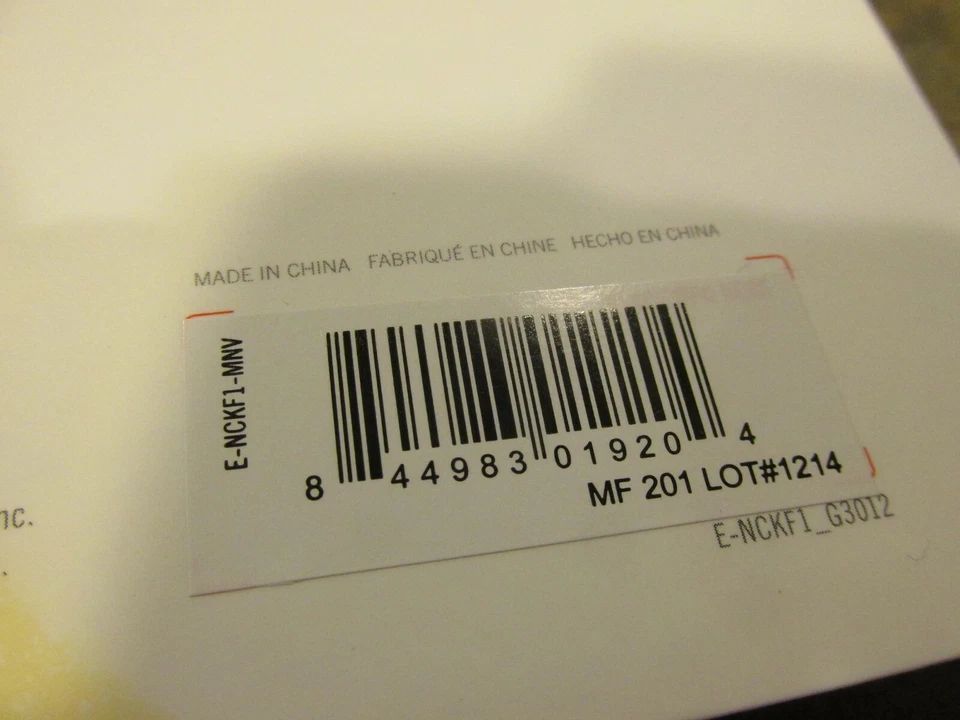 MADE IN CHINA FABRIQUÉ EN CHINE HECHO EN CHINA
E-NCKF1-MNV
8 44983 01920 4
MF 201 LOT#1214
E-NCKF1_G3012
nc.